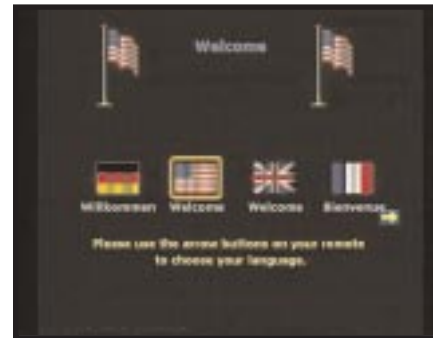 Welcome
Willkommen Welcome Welcome Bienvenue
Please use the arrow buttons on your remote
to choose your language.